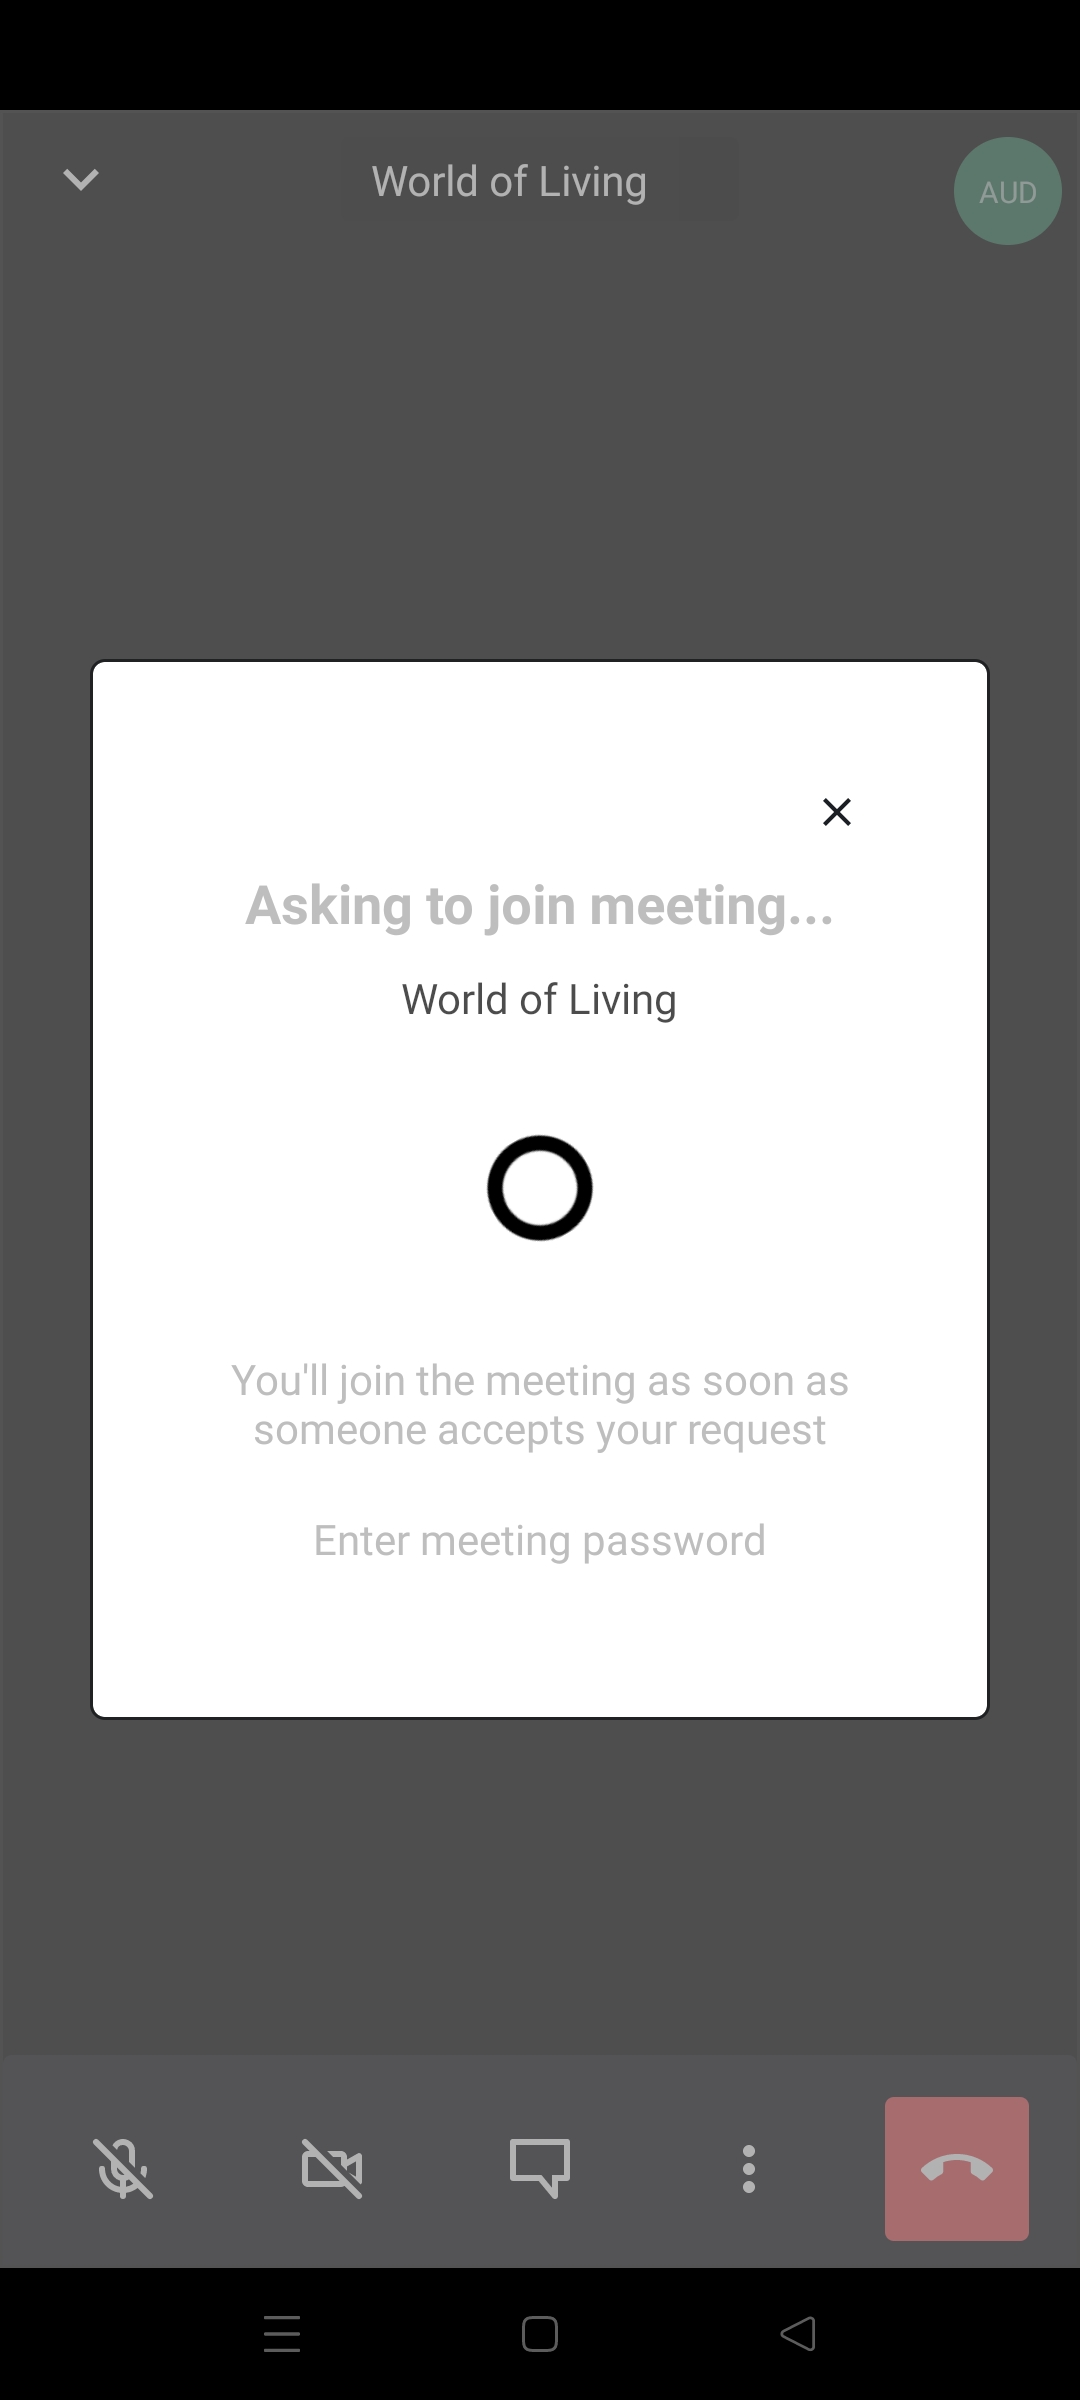 World of Living
AUD
Asking to join meeting...
World of Living
You'll join the meeting as soon as
someone accepts your request
Enter meeting password